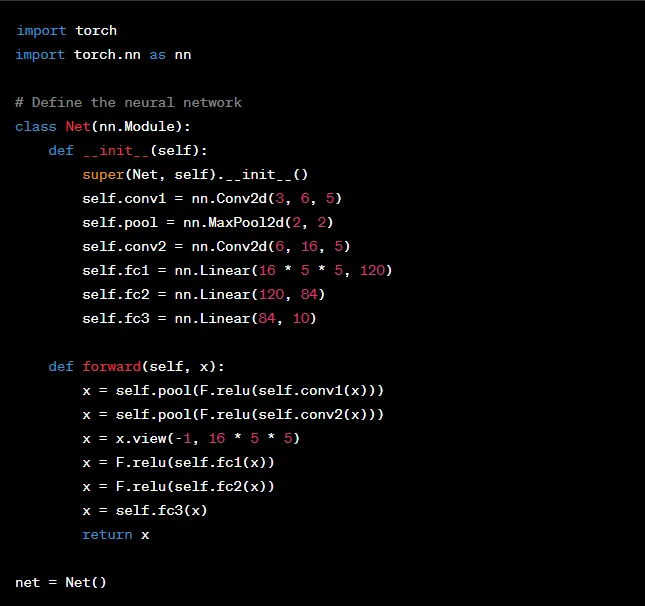 import torch
import torch.nn as nn

# Define the neural network
class Net(nn.Module):
    def __init__(self):
        super(Net, self).__init__()
        self.conv1 = nn.Conv2d(3, 6, 5)
        self.pool = nn.MaxPool2d(2, 2)
        self.conv2 = nn.Conv2d(6, 16, 5)
        self.fc1 = nn.Linear(16 * 5 * 5, 120)
        self.fc2 = nn.Linear(120, 84)
        self.fc3 = nn.Linear(84, 10)

    def forward(self, x):
        x = self.pool(F.relu(self.conv1(x)))
        x = self.pool(F.relu(self.conv2(x)))
        x = x.view(-1, 16 * 5 * 5)
        x = F.relu(self.fc1(x))
        x = F.relu(self.fc2(x))
        x = self.fc3(x)
        return x

net = Net()